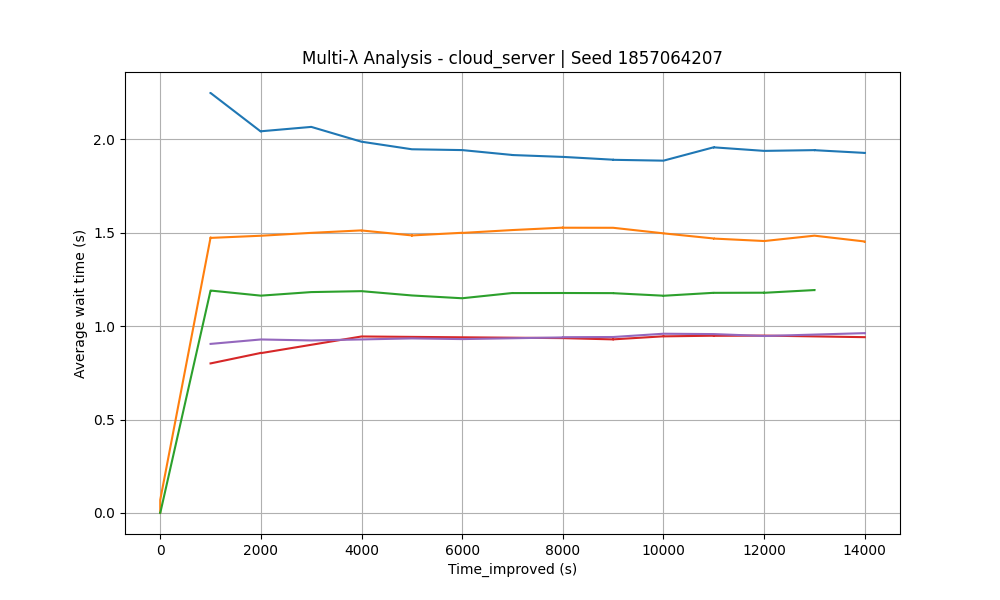 Multi-λ Analysis - cloud_server | Seed 1857064207
Average wait time (s)
2.0
1.5
1.0
0.5
0.0
0 2000 4000 6000 8000 10000 12000 14000
Time_improved (s)